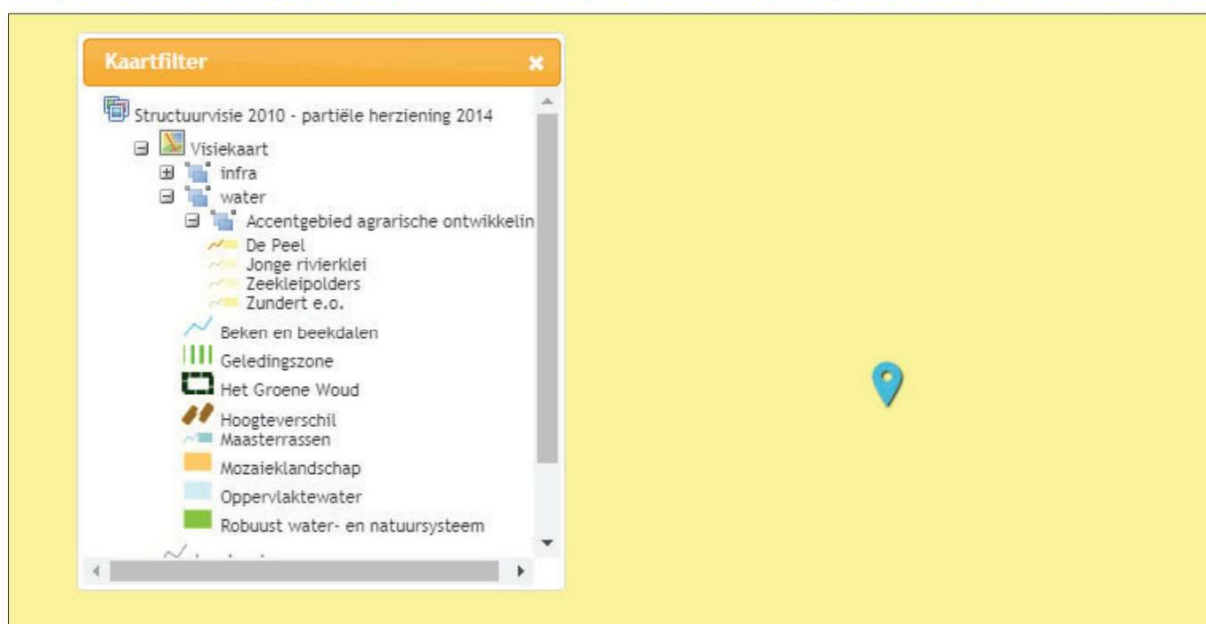 Kaartfilter
Structuurvisie 2010 - partiële herziening 2014
Visiekaart
infra
water
Accentgebied agrarische ontwikkelin
De Peel
Jonge rivierklei
Zeekleipolders
Zundert e.o.
Beken en beekdalen
Geledingszone
Het Groene Woud
Hoogteverschil
Maasterrassen
Mozaieklandschap
Oppervlaktewater
Robuust water- en natuursysteem